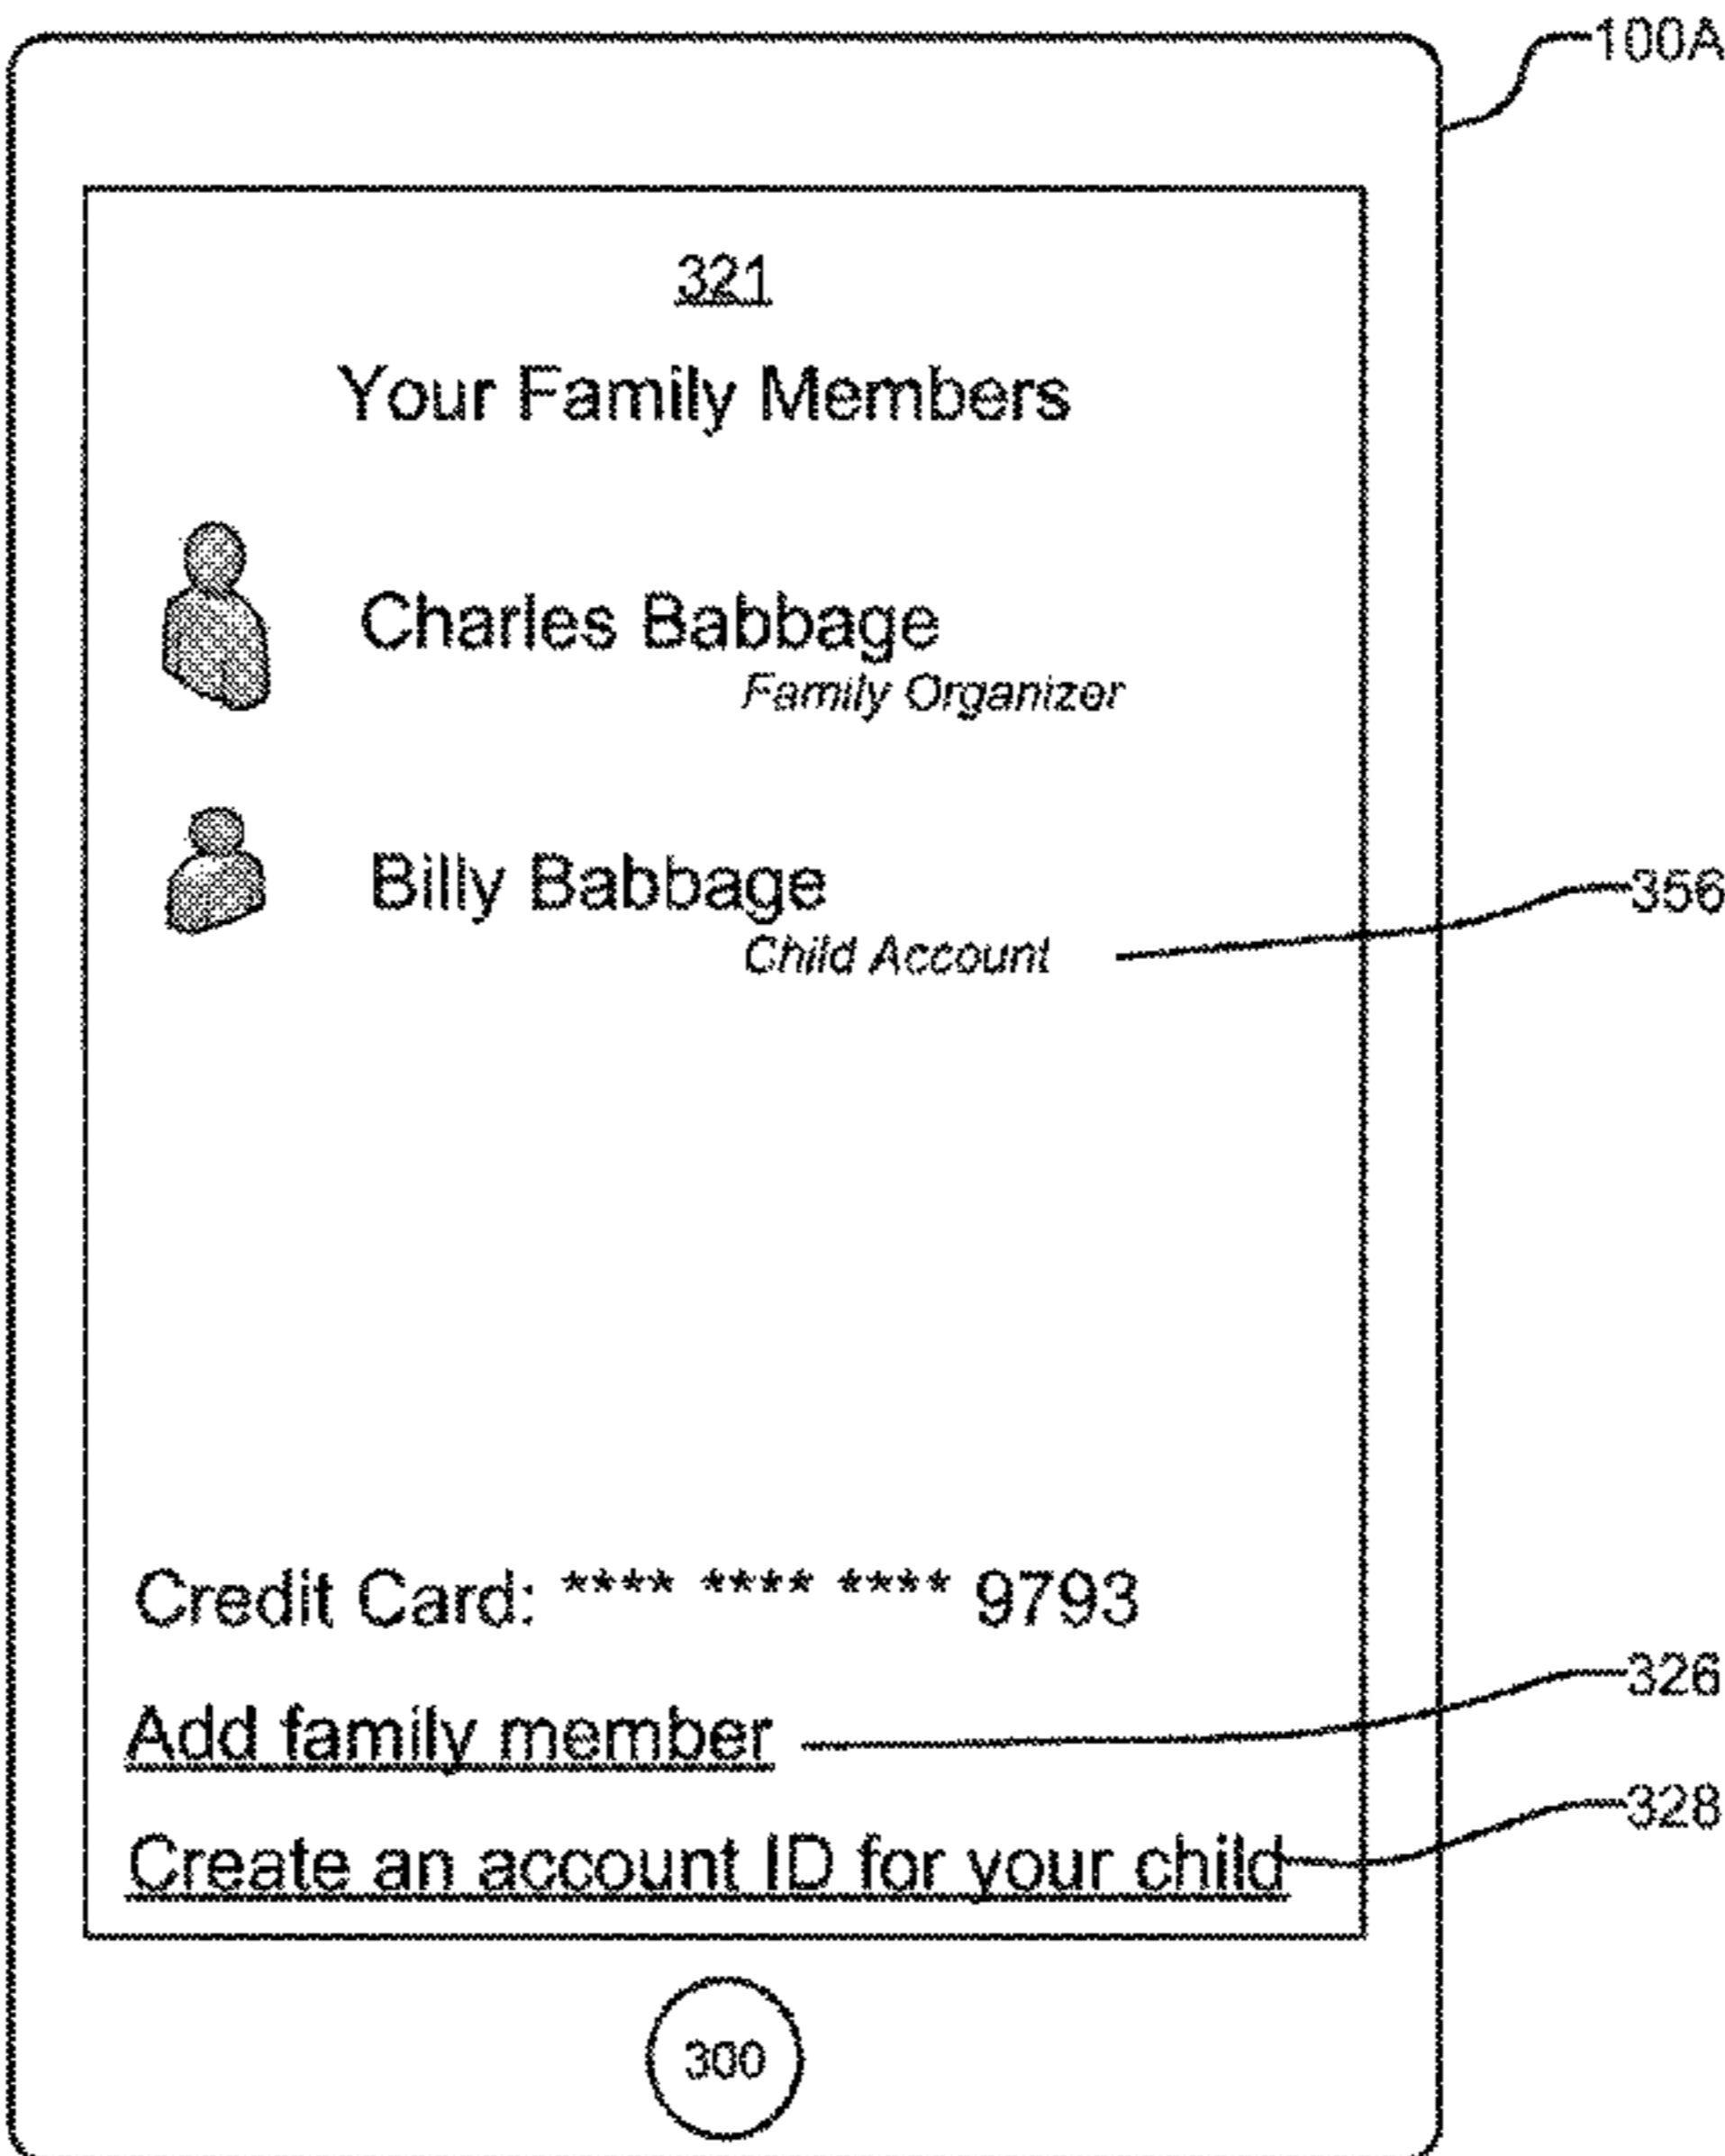 100A
321
Your Family Members
Charles Babbage
Family Organizer
Billy Babbage
356
Child Account
Credit Card: **** **** **** 9793
326
Add family member
328
Create an account ID for your child
300